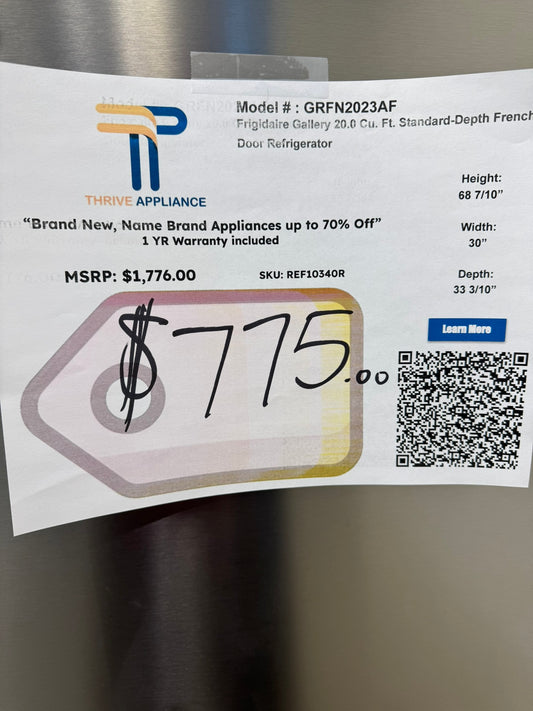 Model # : GRFN2023AF
Frigidaire Gallery 20.0 Cu. Ft. Standard-Depth French
Door Refrigerator
THRIVE APPLIANCE
Height:
68 7/10"
"Brand New, Name Brand Appliances up to 70% Off"
1 YR Warranty included
Width:
30"
MSRP: $1,776.00
SKU: REF10340R
Depth:
33 3/10"
$775.00
Learn More